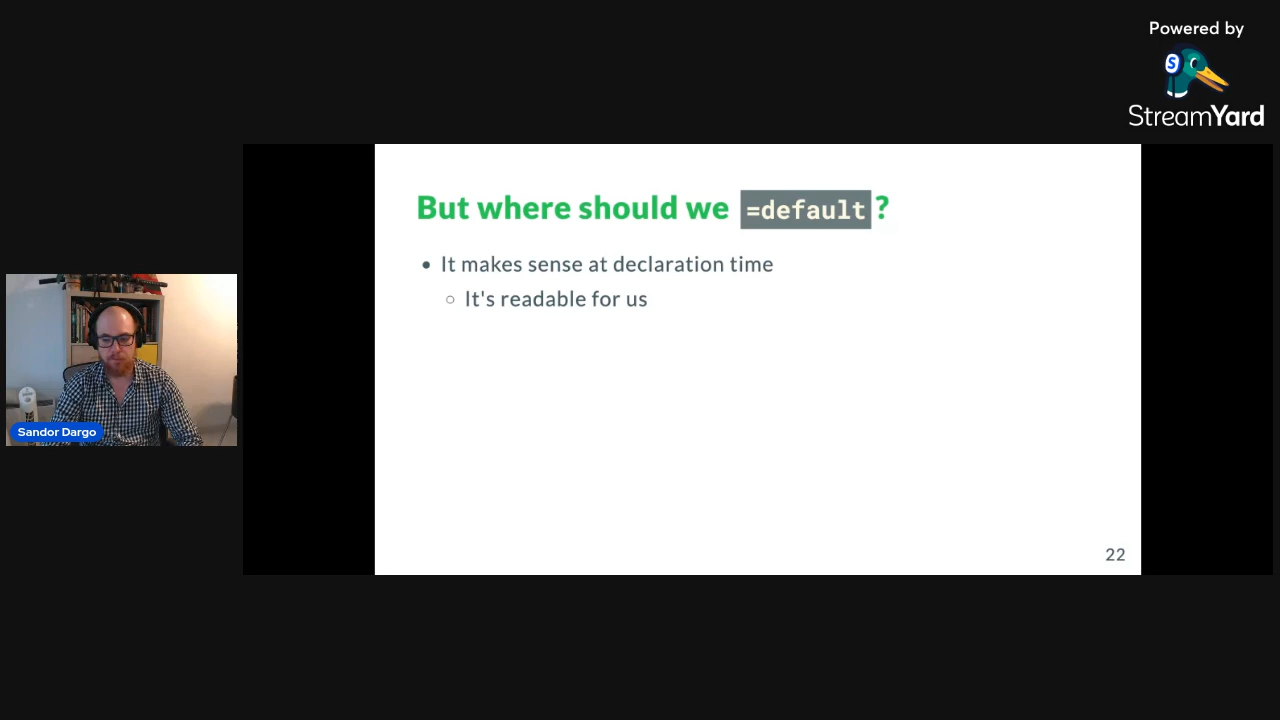 Powered by
StreamYard
But where should we =default?
• It makes sense at declaration time
○ It's readable for us
Sandor Dargo
22